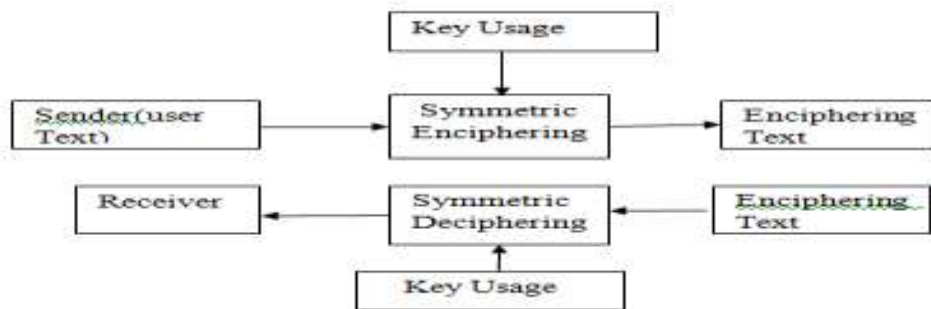 Key Usage
Sender(user
Text)
Symmetric
Enciphering
Enciphering
Text
Receiver
Symmetric
Deciphering
Enciphering
Text
Key Usage